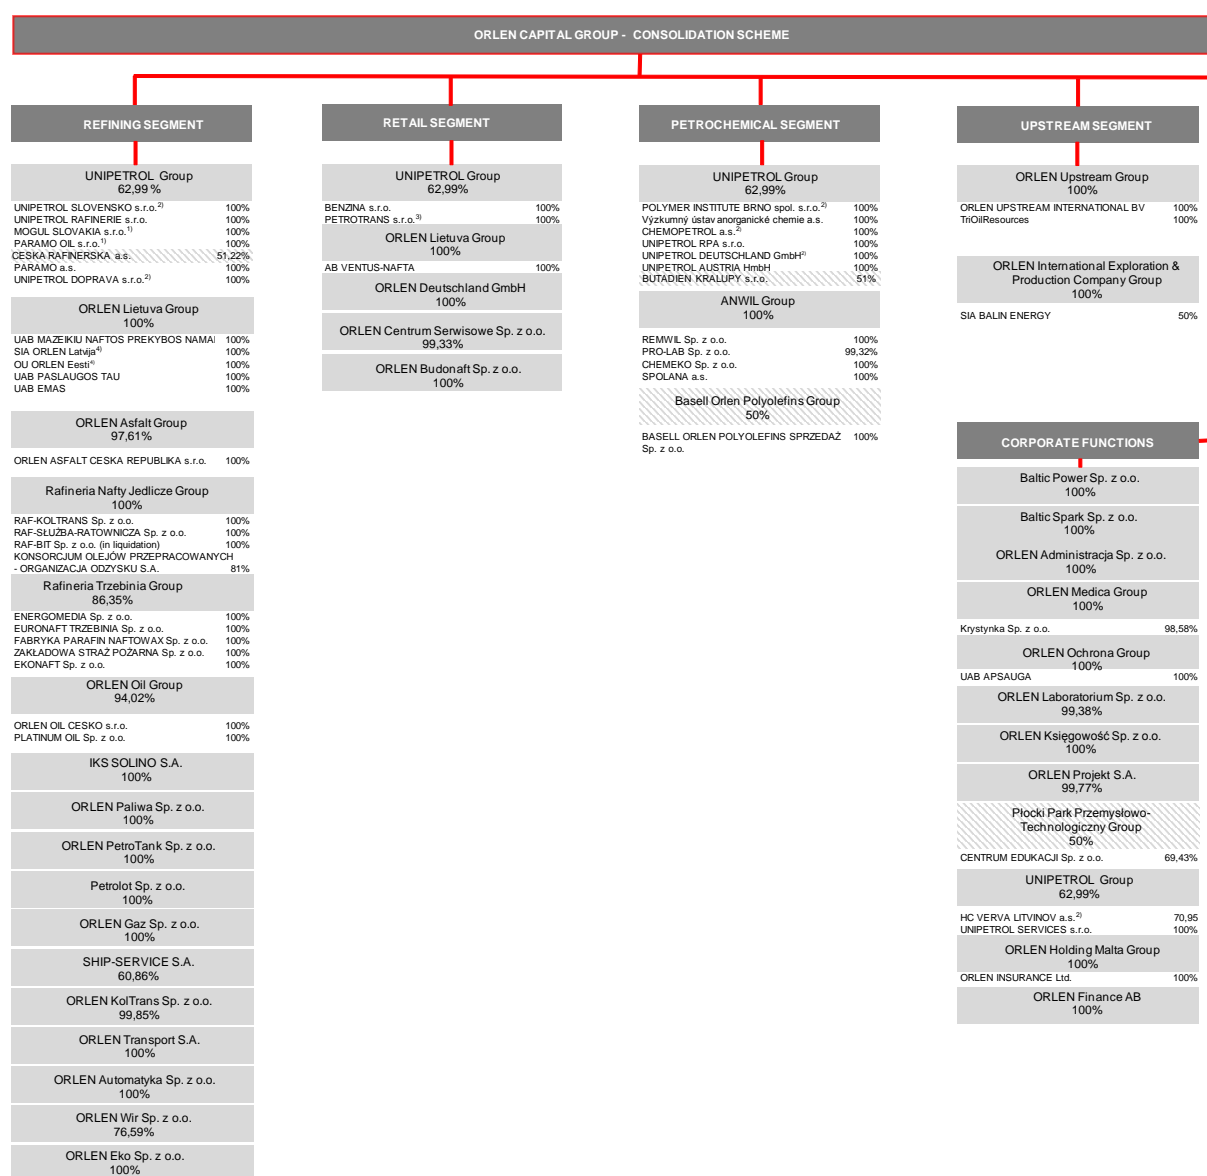 ORLEN CAPITAL GROUP - CONSOLIDATION SCHEME
REFINING SEGMENT
UNIPETROL Group
62,99 %
UNIPETROL SLOVENSKO s.r.o.2) 100%
UNIPETROL RAFINERIE s.r.o. 100%
MOGUL SLOVAKIA s.r.o.1) 100%
PARAMO OIL s.r.o.1) 100%
CESKA RAFINERSKA a.s. 51,22%
PARAMO a.s. 100%
UNIPETROL DOPRAVA s.r.o.2) 100%
ORLEN Lietuva Group
100%
UAB MAZEIKIU NAFTOS PREKYBOS NAMAI 100%
SIA ORLEN Latvija4) 100%
OU ORLEN Eesti4) 100%
UAB PASLAUGOS TAU 100%
UAB EMAS 100%
ORLEN Asfalt Group
97,61%
ORLEN ASFALT CESKA REPUBLIKA s.r.o. 100%
Rafineria Nafty Jedlicze Group
100%
RAF-KOLTRANS Sp. z o.o. 100%
RAF-SŁUŻBA-RATOWNICZA Sp. z o.o. 100%
RAF-BIT Sp. z o.o. (in liquidation) 100%
KONSORCJUM OLEJÓW PRZEPRACOWANYCH
- ORGANIZACJA ODZYSKU S.A. 81%
Rafineria Trzebinia Group
86,35%
ENERGOMEDIA Sp. z o.o. 100%
EURONAFT TRZEBINIA Sp. z o.o. 100%
FABRYKA PARAFIN NAFTOWAX Sp. z o.o. 100%
ZAKŁADOWA STRAŻ POŻARNA Sp. z o.o. 100%
EKONAFT Sp. z o.o. 100%
ORLEN Oil Group
94,02%
ORLEN OIL CESKO s.r.o. 100%
PLATINUM OIL Sp. z o.o. 100%
IKS SOLINO S.A.
100%
ORLEN Paliwa Sp. z o.o.
100%
ORLEN PetroTank Sp. z o.o.
100%
Petrolot Sp. z o.o.
100%
ORLEN Gaz Sp. z o.o.
100%
SHIP-SERVICE S.A.
60,86%
ORLEN KolTrans Sp. z o.o.
99,85%
ORLEN Transport S.A.
100%
ORLEN Automatyka Sp. z o.o.
100%
ORLEN Wir Sp. z o.o.
76,59%
ORLEN Eko Sp. z o.o.
100%
RETAIL SEGMENT
UNIPETROL Group
62,99%
BENZINA s.r.o. 100%
PETROTRANS s.r.o.3) 100%
ORLEN Lietuva Group
100%
AB VENTUS-NAFTA 100%
ORLEN Deutschland GmbH
100%
ORLEN Centrum Serwisowe Sp. z o.o.
99,33%
ORLEN Budonaft Sp. z o.o.
100%
PETROCHEMICAL SEGMENT
UNIPETROL Group
62,99%
POLYMER INSTITUTE BRNO spol. s.r.o.2) 100%
Výzkumný ústav anorganické chemie a.s. 100%
CHEMOPETROL a.s.2) 100%
UNIPETROL RPA s.r.o. 100%
UNIPETROL DEUTSCHLAND GmbH2) 100%
UNIPETROL AUSTRIA HmbH 100%
BUTADIEN KRALUPY s.r.o. 51%
ANWIL Group
100%
REMWIL Sp. z o.o. 100%
PRO-LAB Sp. z o.o. 99,32%
CHEMEKO Sp. z o.o. 100%
SPOLANA a.s. 100%
Basell Orlen Polyolefins Group
50%
BASELL ORLEN POLYOLEFINS SPRZEDAŻ 100%
Sp. z o.o.
UPSTREAM SEGMENT
ORLEN Upstream Group
100%
ORLEN UPSTREAM INTERNATIONAL BV 100%
TriOilResources 100%
ORLEN International Exploration &
Production Company Group
100%
SIA BALIN ENERGY 50%
CORPORATE FUNCTIONS
Baltic Power Sp. z o.o.
100%
Baltic Spark Sp. z o.o.
100%
ORLEN Administracja Sp. z o.o.
100%
ORLEN Medica Group
100%
Krystynka Sp. z o.o. 98,58%
ORLEN Ochrona Group
100%
UAB APSAUGA 100%
ORLEN Laboratorium Sp. z o.o.
99,38%
ORLEN Księgowość Sp. z o.o.
100%
ORLEN Projekt S.A.
99,77%
Płocki Park Przemysłowo-
Technologiczny Group
50%
CENTRUM EDUKACJI Sp. z o.o. 69,43%
UNIPETROL Group
62,99%
HC VERVA LITVINOV a.s.2) 70,95
UNIPETROL SERVICES s.r.o. 100%
ORLEN Holding Malta Group
100%
ORLEN INSURANCE Ltd. 100%
ORLEN Finance AB
100%